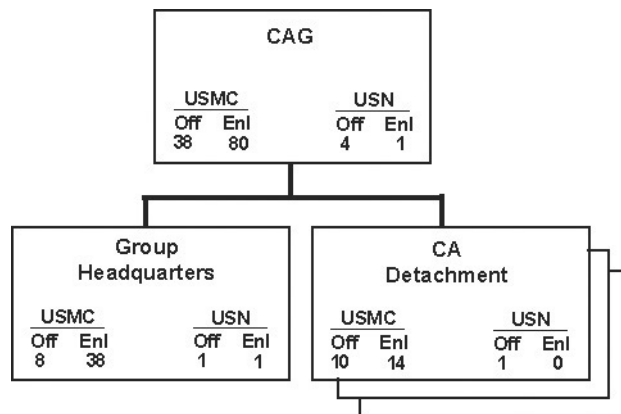 CAG
USMC USN
Off Enl Off Enl
38 80 4 1
Group
Headquarters
USMC USN
Off Enl Off Enl
8 38 1 1
CA
Detachment
USMC USN
Off Enl Off Enl
10 14 1 0